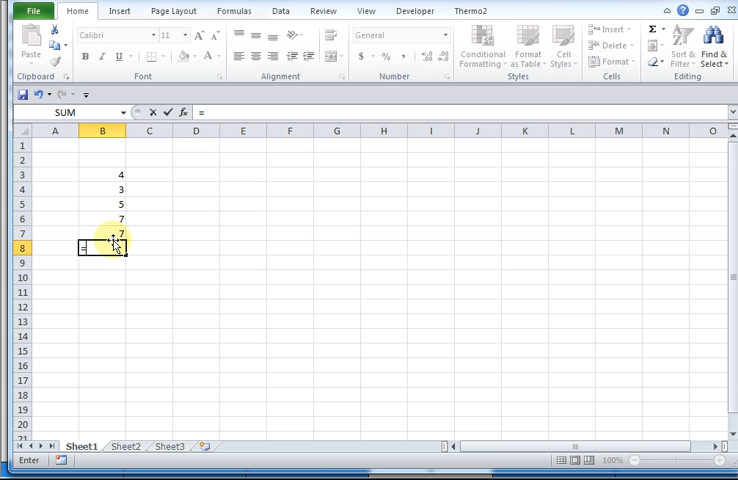 File Home Insert Page Layout Formulas Data Review View Developer Thermo2
Calibri 11 A A General Σ
Paste B I U A $ % , Conditional Formatting Format as Table Cell Styles Insert Delete Format Sort & Filter Find & Select
Clipboard Font Alignment Number Styles Cells Editing
SUM fx =
A B C D E F G H I J K L M N O
1
2
3 4
4 3
5 5
6 7
7 7
8 =
9
10
11
12
13
14
15
16
17
18
19
20
21
Sheet1 Sheet2 Sheet3
Enter 100%